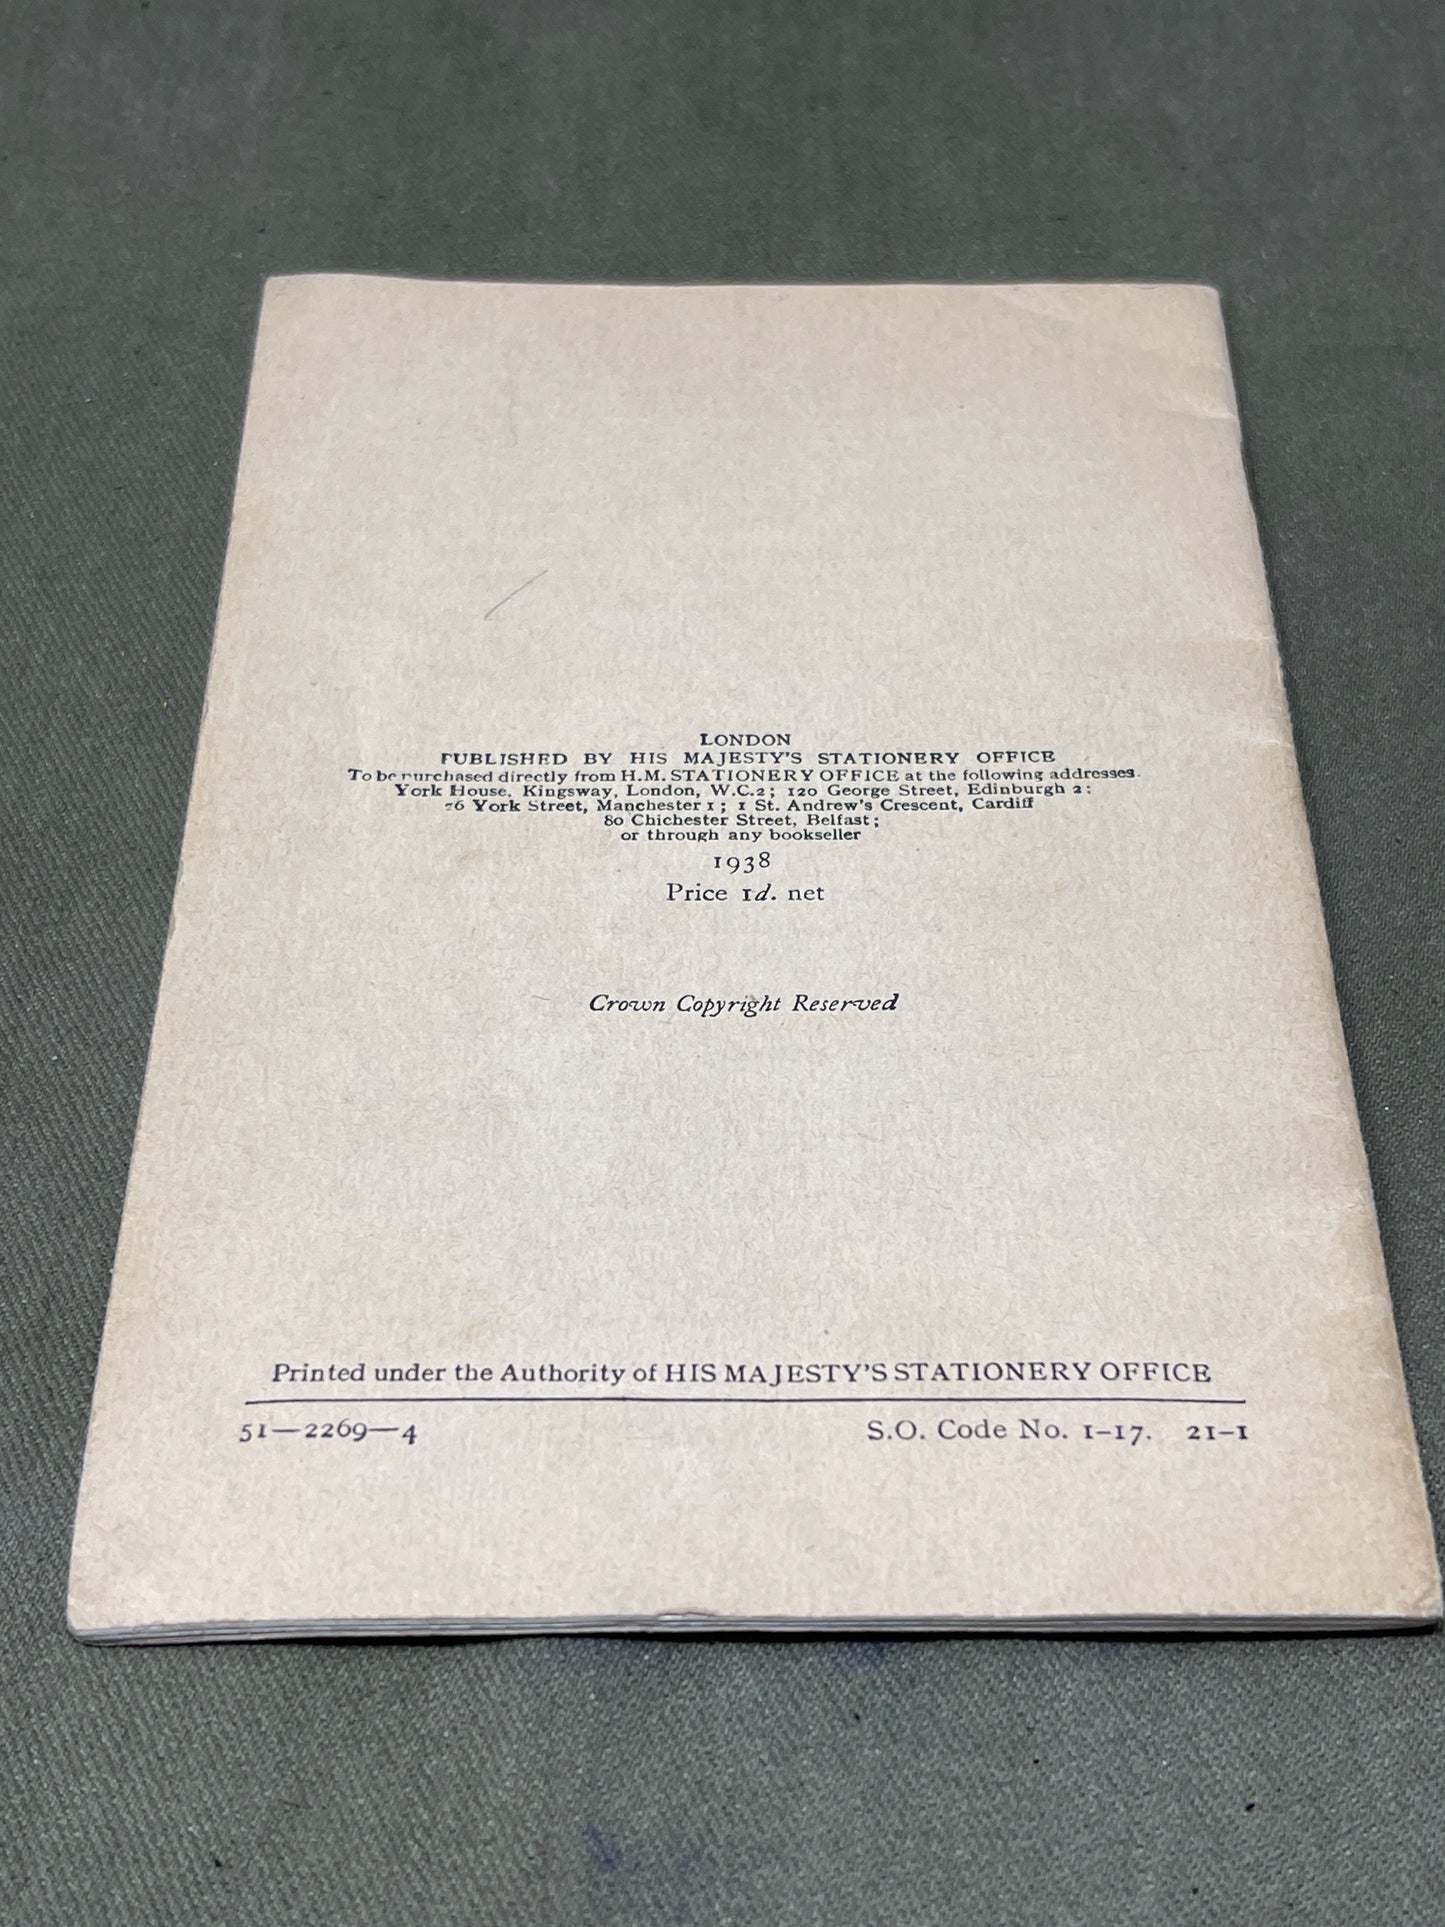 LONDON
PUBLISHED BY HIS MAJESTY'S STATIONERY OFFICE
To be purchased directly from H.M. STATIONERY OFFICE at the following addresses.
York House, Kingsway, London, W.C.2; 120 George Street, Edinburgh 2:
26 York Street, Manchester 1; 1 St. Andrew's Crescent, Cardiff
80 Chichester Street, Belfast;
or through any bookseller
1938
Price 1d. net
Crown Copyright Reserved
Printed under the Authority of HIS MAJESTY'S STATIONERY OFFICE
51—2269—4 S.O. Code No. 1–17. 21–1